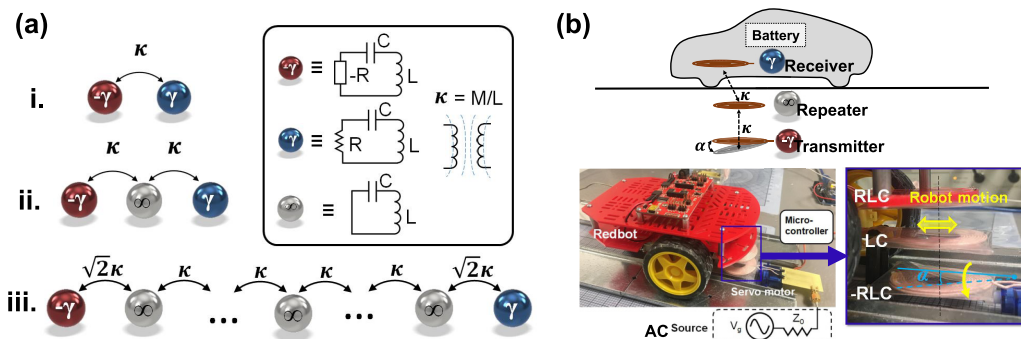 (a)
i.
κ
-γ
γ
ii.
κ κ
-γ ∞ γ
iii.
√2κ κ κ κ κ √2κ
-γ ∞ ... ∞ ... ∞ γ
-γ ≡ -R C L
-γ ≡ R C L
∞ ≡ C L
κ = M/L
(b)
Battery
γ Receiver
κ
∞ Repeater
κ
α
-γ Transmitter
Redbot
Micro-
controller
Servo motor
AC Source
Vg
Z0
RLC
Robot motion
LC
-RLC
α